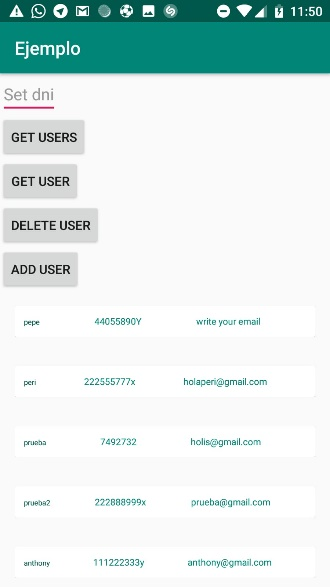 11:50
Ejemplo
Set dni
GET USERS
GET USER
DELETE USER
ADD USER
pepe 44055890Y write your email
peri 222555777x holaperi@gmail.com
prueba 7492732 holis@gmail.com
prueba2 222888999x prueba@gmail.com
anthony 111222333y anthony@gmail.com